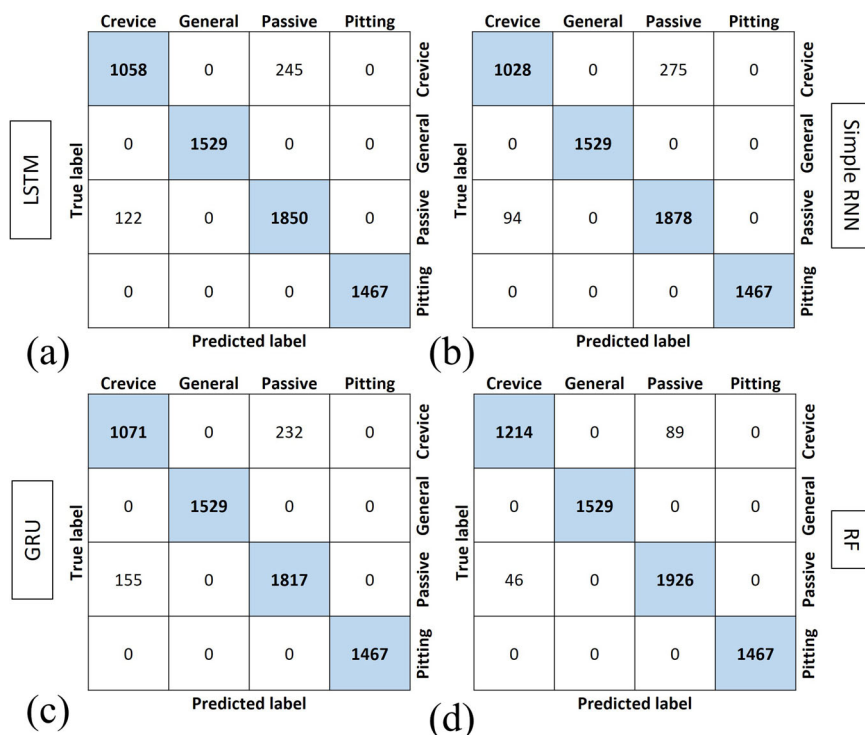 Crevice General Passive Pitting
1058 0 245 0
0 1529 0 0
122 0 1850 0
0 0 0 1467
Crevice
General
Passive
Pitting
True label
LSTM
Predicted label
(a)
Crevice General Passive Pitting
1028 0 275 0
0 1529 0 0
94 0 1878 0
0 0 0 1467
Crevice
General
Passive
Pitting
True label
Simple RNN
Predicted label
(b)
Crevice General Passive Pitting
1071 0 232 0
0 1529 0 0
155 0 1817 0
0 0 0 1467
Crevice
General
Passive
Pitting
True label
GRU
Predicted label
(c)
Crevice General Passive Pitting
1214 0 89 0
0 1529 0 0
46 0 1926 0
0 0 0 1467
Crevice
General
Passive
Pitting
True label
RF
Predicted label
(d)